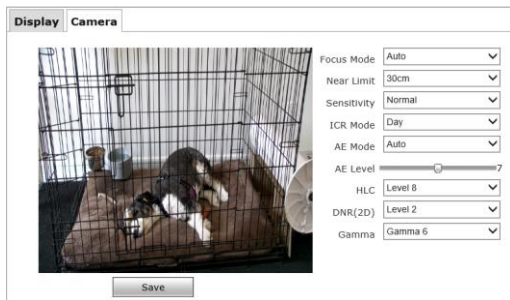 Display Camera
Focus Mode Auto
Near Limit 30cm
Sensitivity Normal
ICR Mode Day
AE Mode Auto
AE Level 7
HLC Level 8
DNR(2D) Level 2
Gamma Gamma 6
Save